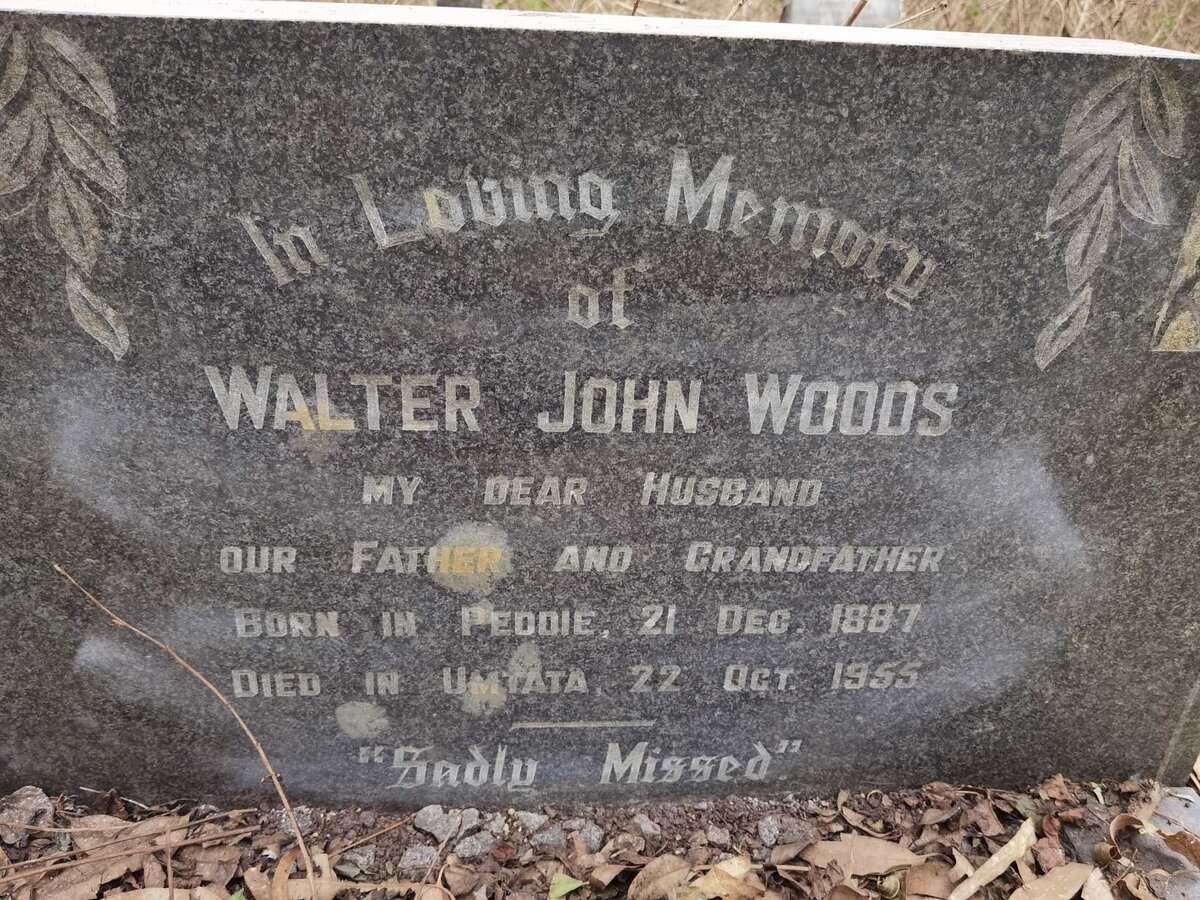 In Loving Memory
of
WALTER JOHN WOODS
MY DEAR HUSBAND
OUR FATHER AND GRANDFATHER
BORN IN PEDDIE, 21 DEC. 1887
DIED IN UMTATA, 22 OCT. 1955
"Sadly Missed."